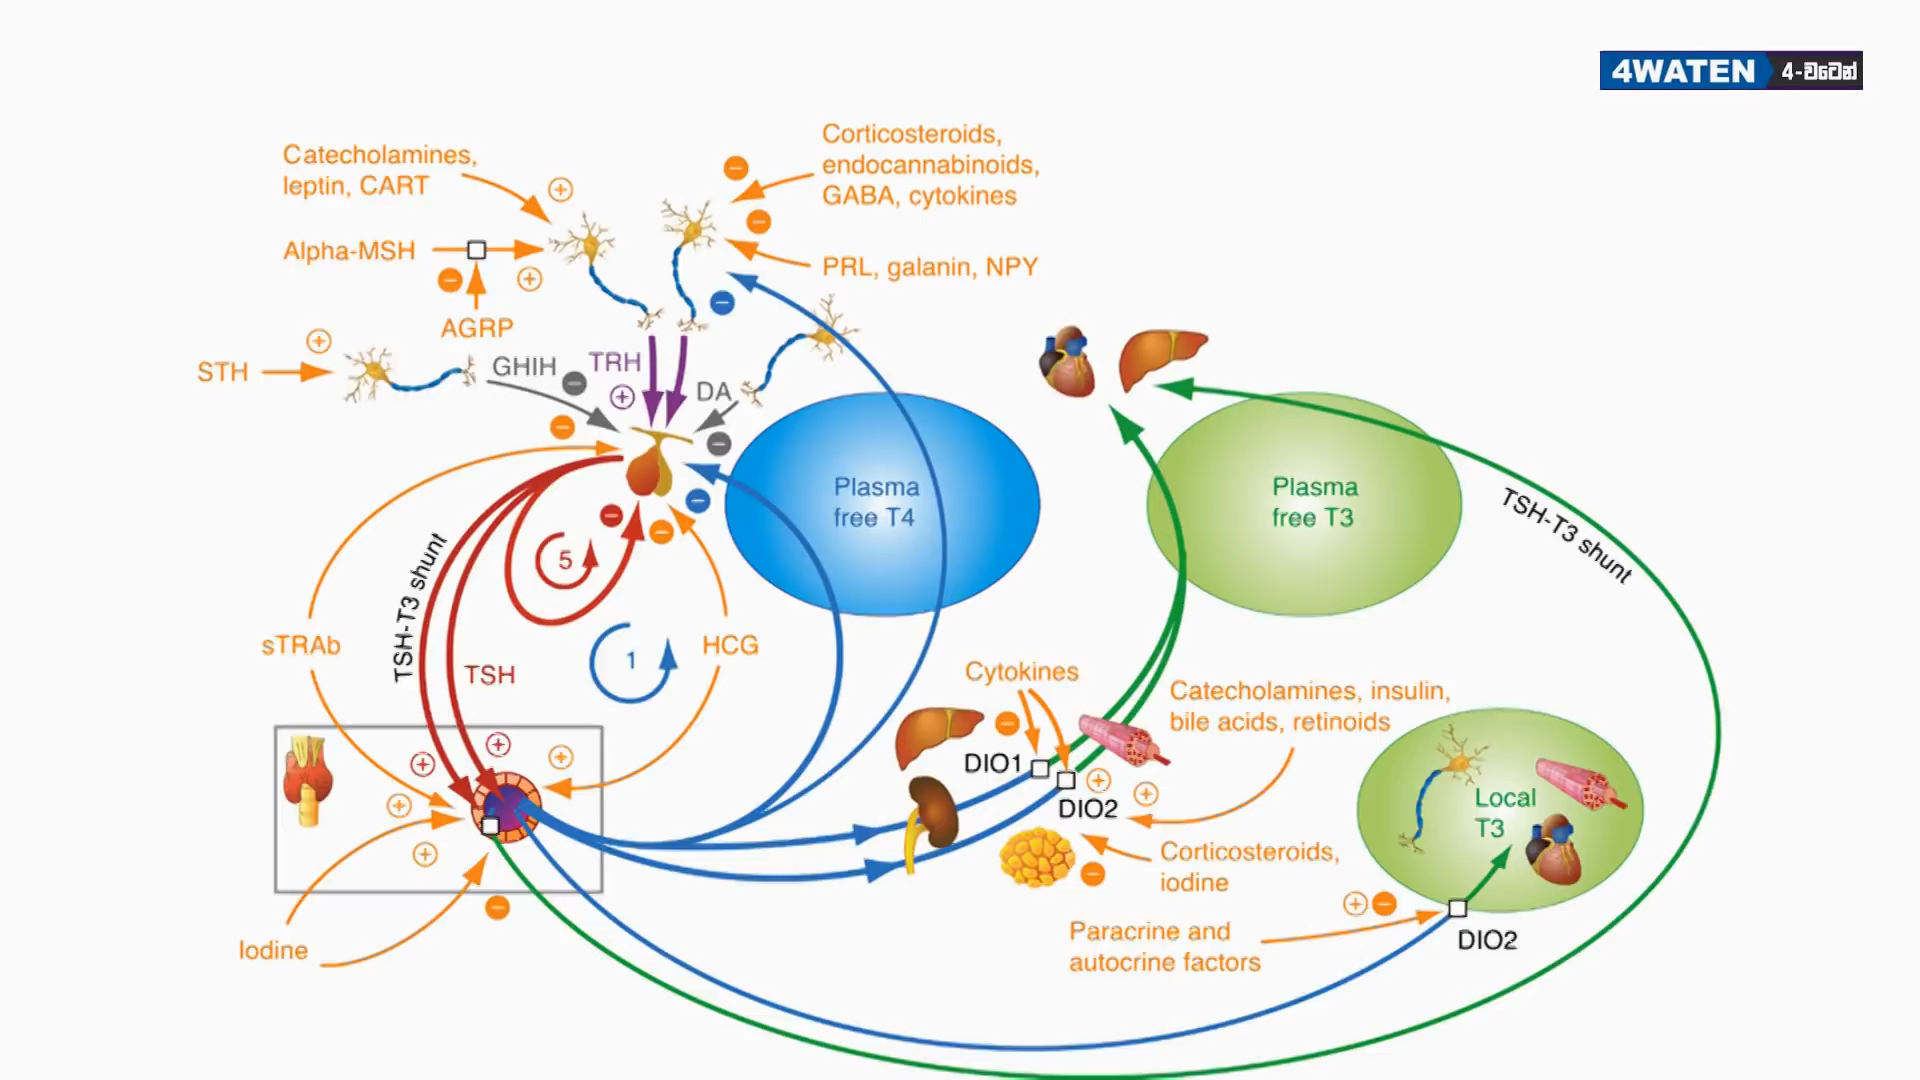 4WATEN 4-වටෙන්
Catecholamines,
leptin, CART
Corticosteroids,
endocannabinoids,
GABA, cytokines
Alpha-MSH
PRL, galanin, NPY
AGRP
STH
GHIH
TRH
DA
Plasma
free T4
Plasma
free T3
TSH-T3 shunt
TSH-T3 shunt
5
1
sTRAb
TSH
HCG
Cytokines
Catecholamines, insulin,
bile acids, retinoids
DIO1
DIO2
Local
T3
Corticosteroids,
iodine
Iodine
Paracrine and
autocrine factors
DIO2